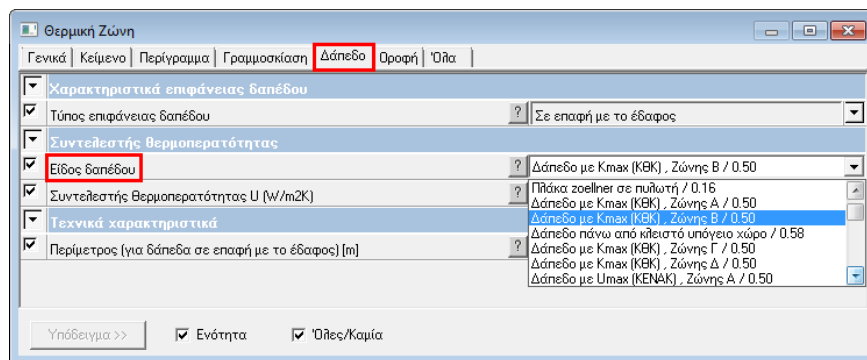 Θερμική Ζώνη
Γενικά Κείμενο Περίγραμμα Γραμμοσκίαση Δάπεδο Οροφή Όλα
Χαρακτηριστικά επιφάνειας δαπέδου
Τύπος επιφάνειας δαπέδου ? Σε επαφή με το έδαφος
Συντελεστής θερμοπερατότητας
Είδος δαπέδου ? Δάπεδο με Kmax (ΚΘΚ) , Ζώνης Β / 0.50
Συντελεστής θερμοπερατότητας U (W/m2K) ?
Πλάκα zoellner σε πυλωτή / 0.16
Δάπεδο με Kmax (ΚΘΚ) , Ζώνης Α / 0.50
Δάπεδο με Kmax (ΚΘΚ) , Ζώνης Β / 0.50
Δάπεδο πάνω από κλειστό υπόγειο χώρο / 0.58
Δάπεδο με Kmax (ΚΘΚ) , Ζώνης Γ / 0.50
Δάπεδο με Kmax (ΚΘΚ) , Ζώνης Δ / 0.50
Δάπεδο με Umax (ΚΕΝΑΚ) , Ζώνης Α / 0.50
Τεχνικά χαρακτηριστικά
Περίμετρος (για δάπεδα σε επαφή με το έδαφος) [m] ?
Υπόδειγμα >> Ενότητα Όλες/Καμία